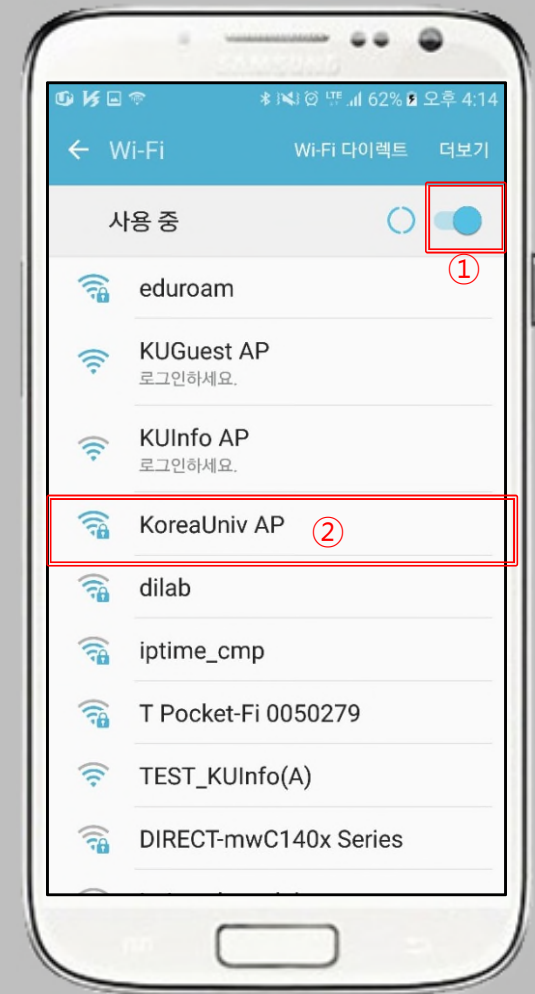 SAMSUNG
LTE 62% 오후 4:14
Wi-Fi Wi-Fi 다이렉트 더보기
사용 중
①
eduroam
KUGuest AP
로그인하세요.
KUInfo AP
로그인하세요.
KoreaUniv AP ②
dilab
iptime_cmp
T Pocket-Fi 0050279
TEST_KUInfo(A)
DIRECT-mwC140x Series